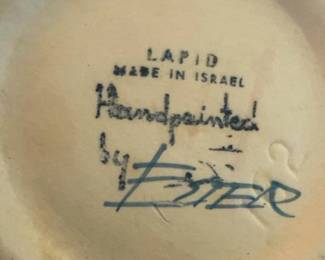 LAPID
MADE IN ISRAEL
Handpainted
by ESTER